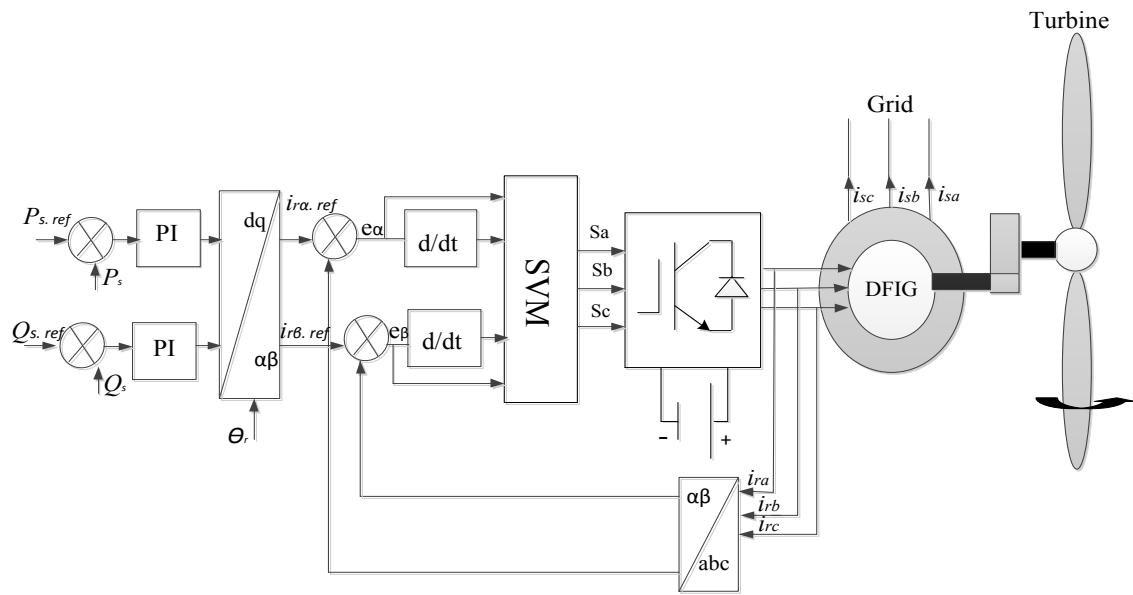 Turbine
Grid
isc
isb
isa
Ps. ref
PI
dq
irα. ref
eα
d/dt
Ps
Sa
Sb
Sc
SVM
DFIG
Qs. ref
PI
αβ
irβ. ref
eβ
d/dt
Qs
Θr
-
+
αβ
abc
ira
irb
irc